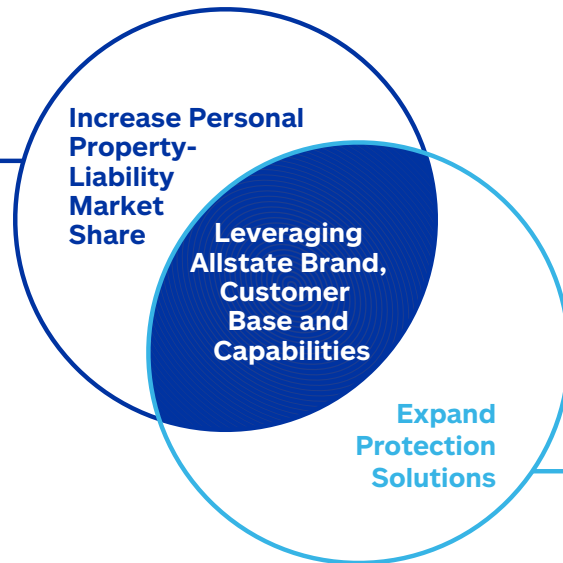 Increase Personal
Property-
Liability
Market
Share
Leveraging
Allstate Brand,
Customer
Base and
Capabilities
Expand
Protection
Solutions